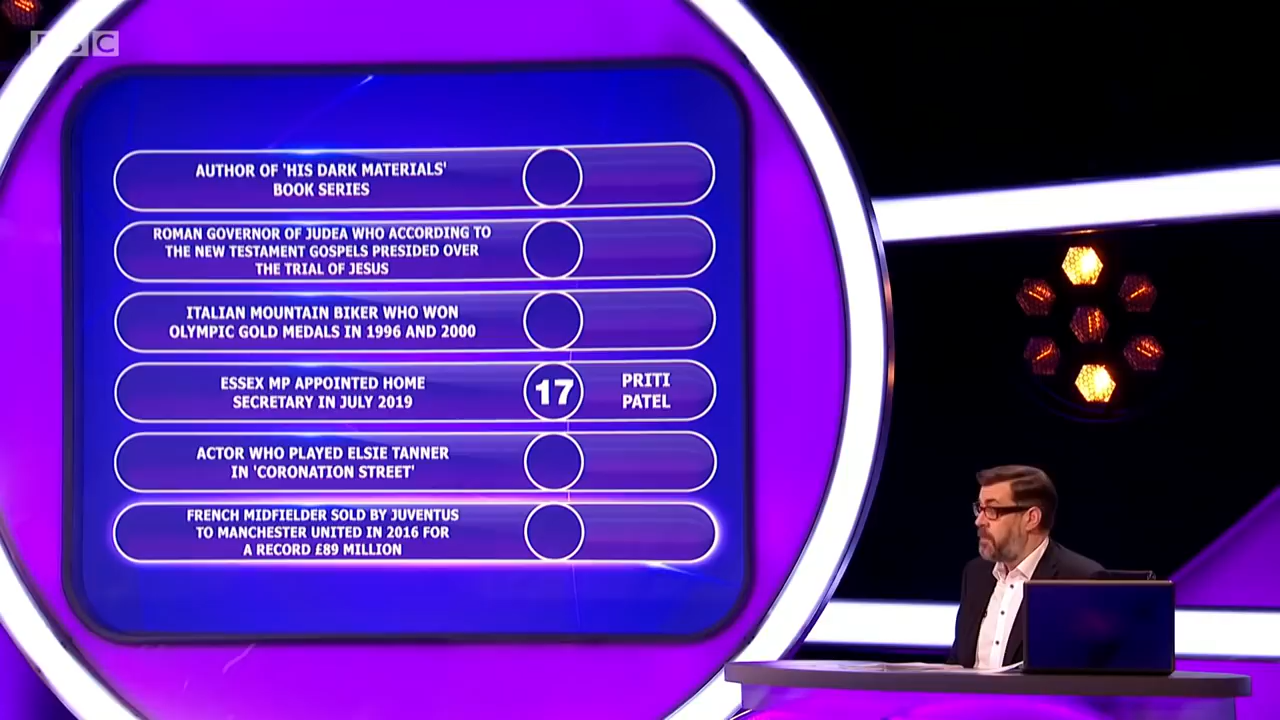 BBC
AUTHOR OF 'HIS DARK MATERIALS'
BOOK SERIES
ROMAN GOVERNOR OF JUDEA WHO ACCORDING TO
THE NEW TESTAMENT GOSPELS PRESIDED OVER
THE TRIAL OF JESUS
ITALIAN MOUNTAIN BIKER WHO WON
OLYMPIC GOLD MEDALS IN 1996 AND 2000
ESSEX MP APPOINTED HOME
SECRETARY IN JULY 2019
17
PRITI
PATEL
ACTOR WHO PLAYED ELSIE TANNER
IN 'CORONATION STREET'
FRENCH MIDFIELDER SOLD BY JUVENTUS
TO MANCHESTER UNITED IN 2016 FOR
A RECORD £89 MILLION